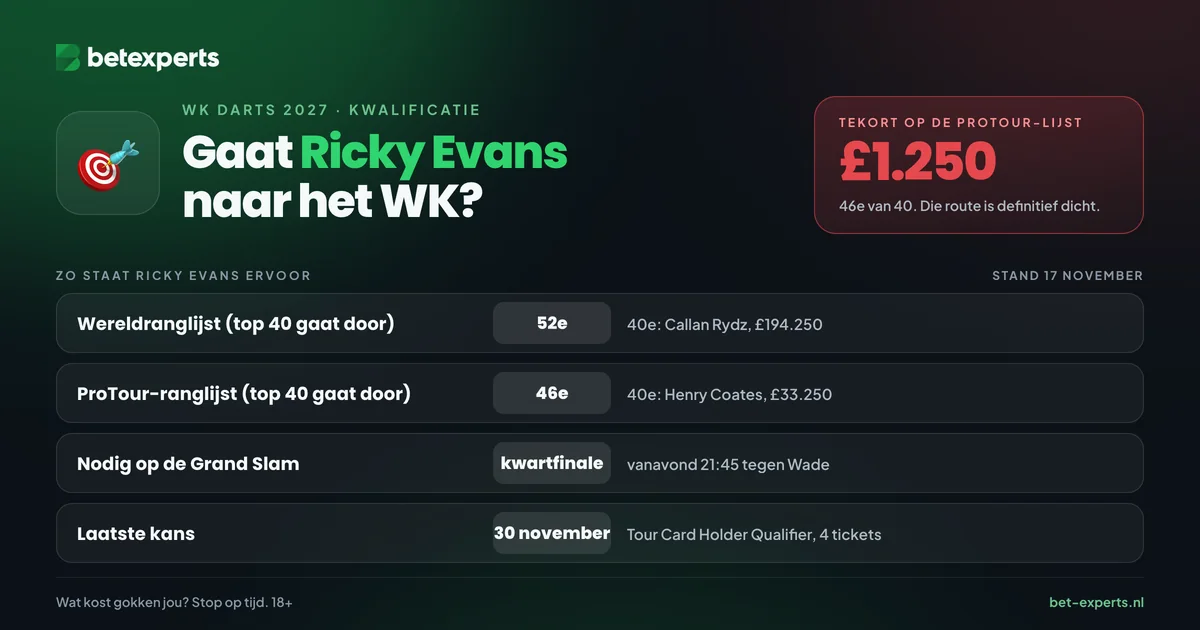 betexperts
WK DARTS 2027 · KWALIFICATIE
Gaat Ricky Evans
naar het WK?
TEKORT OP DE PROTOUR-LIJST
£1.250
46e van 40. Die route is definitief dicht.
ZO STAAT RICKY EVANS ERVOOR
STAND 17 NOVEMBER
Wereldranglijst (top 40 gaat door) 52e 40e: Callan Rydz, £194.250
ProTour-ranglijst (top 40 gaat door) 46e 40e: Henry Coates, £33.250
Nodig op de Grand Slam kwartfinale vanavond 21:45 tegen Wade
Laatste kans 30 november Tour Card Holder Qualifier, 4 tickets
Wat kost gokken jou? Stop op tijd. 18+
bet-experts.nl